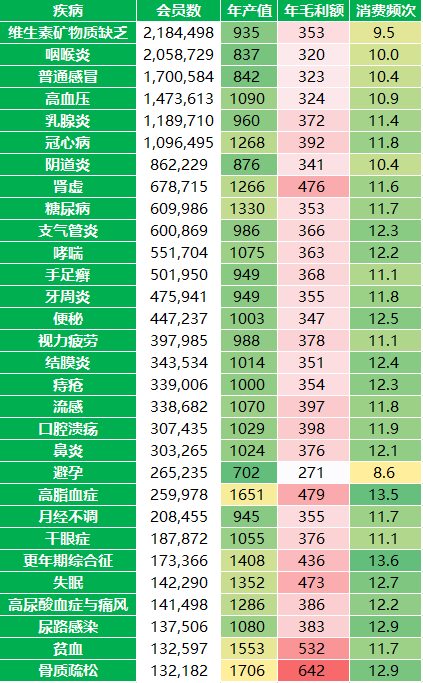 疾病 会员数 年产值 年毛利额 消费频次
维生素矿物质缺乏 2,184,498 935 353 9.5
咽喉炎 2,058,729 837 320 10.0
普通感冒 1,700,584 842 323 10.4
高血压 1,473,613 1090 324 10.9
乳腺炎 1,189,710 960 372 11.4
冠心病 1,096,495 1268 392 11.8
阴道炎 862,229 876 341 10.4
肾虚 678,715 1266 476 11.6
糖尿病 609,986 1330 353 11.7
支气管炎 600,869 986 366 12.3
哮喘 551,704 1075 363 12.2
手足癣 501,950 949 368 11.1
牙周炎 475,941 949 355 11.8
便秘 447,237 1003 347 12.5
视力疲劳 397,985 988 378 11.1
结膜炎 343,534 1014 351 12.4
痔疮 339,006 1000 354 12.3
流感 338,682 1070 397 11.8
口腔溃疡 307,435 1029 398 11.9
鼻炎 303,265 1024 376 12.1
避孕 265,235 702 271 8.6
高脂血症 259,978 1651 479 13.5
月经不调 208,455 945 355 11.7
干眼症 187,872 1055 376 11.1
更年期综合征 173,366 1408 436 13.6
失眠 142,290 1352 473 12.7
高尿酸血症与痛风 141,498 1286 386 12.2
尿路感染 137,506 1080 383 12.9
贫血 132,597 1553 532 11.7
骨质疏松 132,182 1706 642 12.9